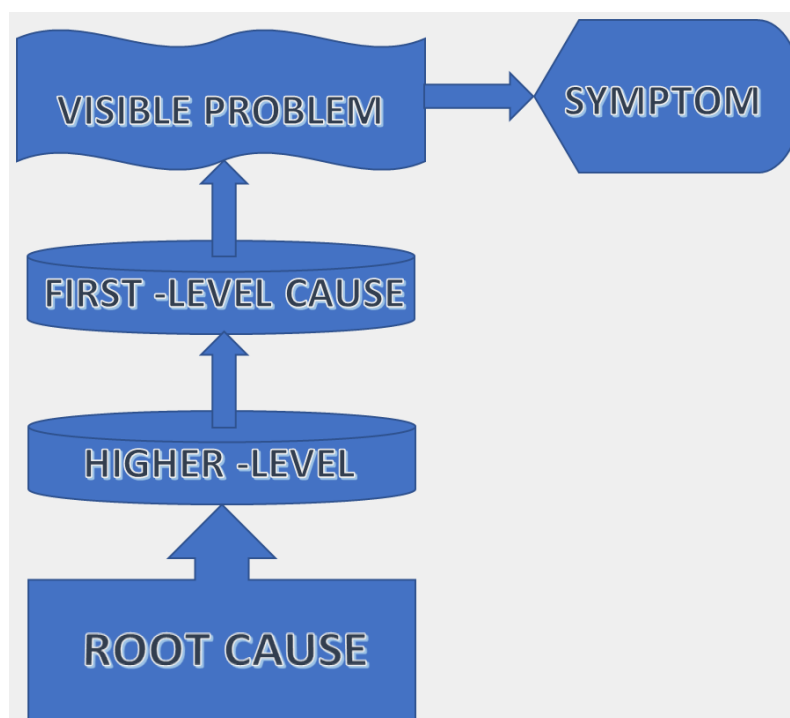 VISIBLE PROBLEM
SYMPTOM
FIRST -LEVEL CAUSE
HIGHER -LEVEL
ROOT CAUSE